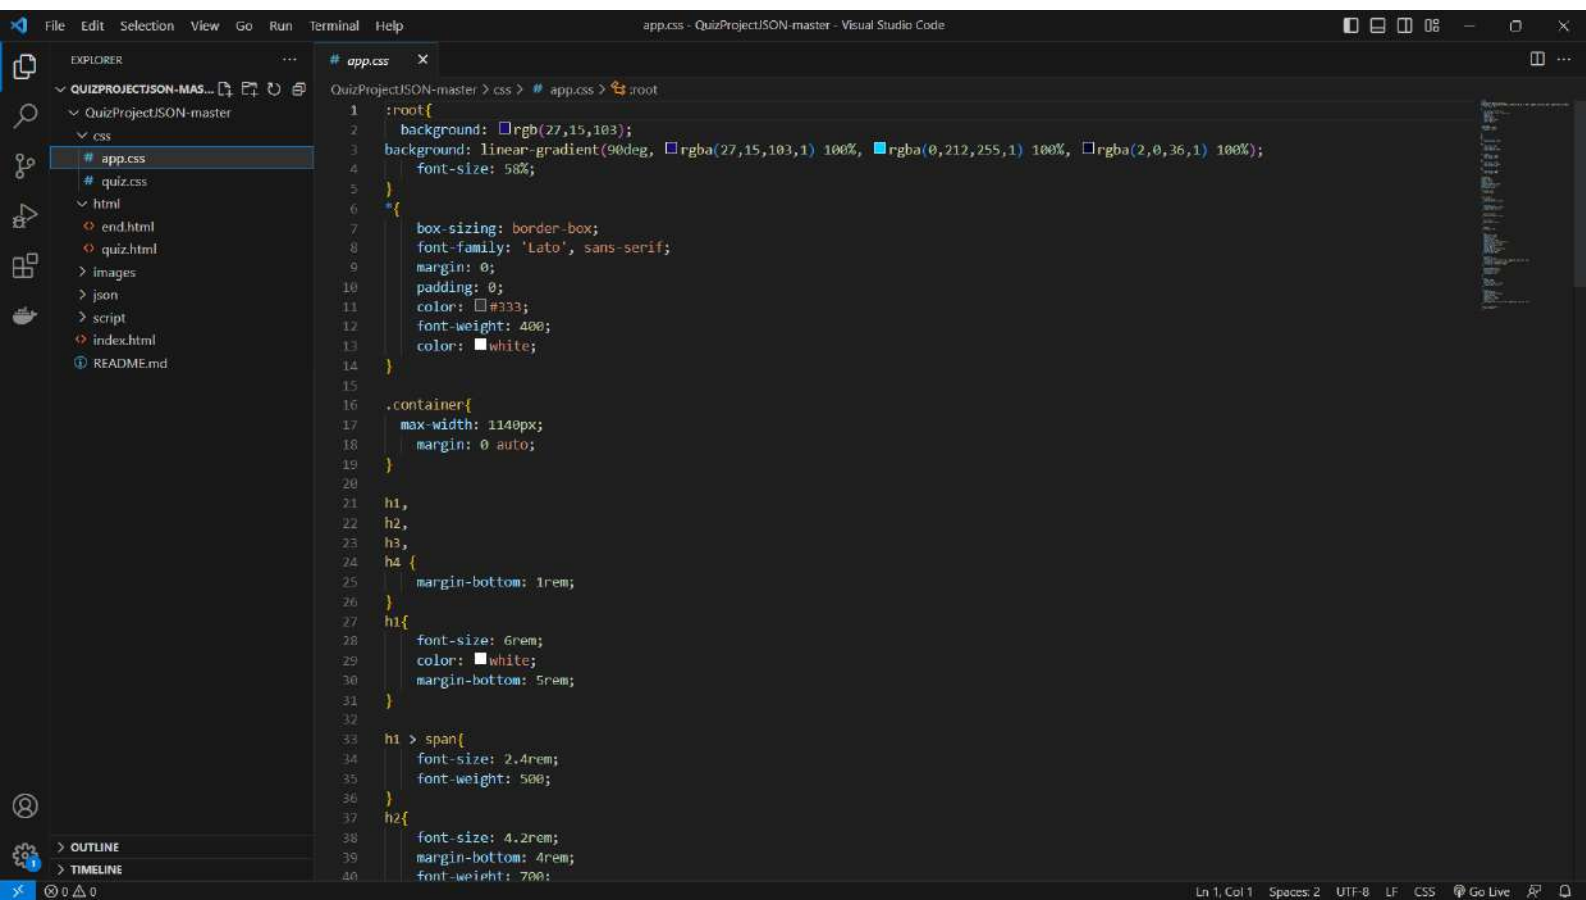 File Edit Selection View Go Run Terminal Help
app.css - QuizProjectJSON-master - Visual Studio Code
EXPLORER
QUIZPROJECTJSON-MAS...
QuizProjectJSON-master
css
# app.css
# quiz.css
html
<> end.html
<> quiz.html
> images
> json
> script
<> index.html
README.md
> OUTLINE
> TIMELINE
# app.css
QuizProjectJSON-master > css > # app.css > :root
1 :root{
2 background: rgb(27,15,103);
3 background: linear-gradient(90deg, rgba(27,15,103,1) 100%, rgba(0,212,255,1) 100%, rgba(2,0,36,1) 100%);
4 font-size: 58%;
5 }
6 *{
7 box-sizing: border-box;
8 font-family: 'Lato', sans-serif;
9 margin: 0;
10 padding: 0;
11 color: #333;
12 font-weight: 400;
13 color: white;
14 }
15
16 .container{
17 max-width: 1140px;
18 margin: 0 auto;
19 }
20
21 h1,
22 h2,
23 h3,
24 h4 {
25 margin-bottom: 1rem;
26 }
27 h1{
28 font-size: 6rem;
29 color: white;
30 margin-bottom: 5rem;
31 }
32
33 h1 > span{
34 font-size: 2.4rem;
35 font-weight: 500;
36 }
37 h2{
38 font-size: 4.2rem;
39 margin-bottom: 4rem;
40 font-weight: 700;
1
0 0
Ln 1, Col 1 Spaces: 2 UTF-8 LF CSS Go Live